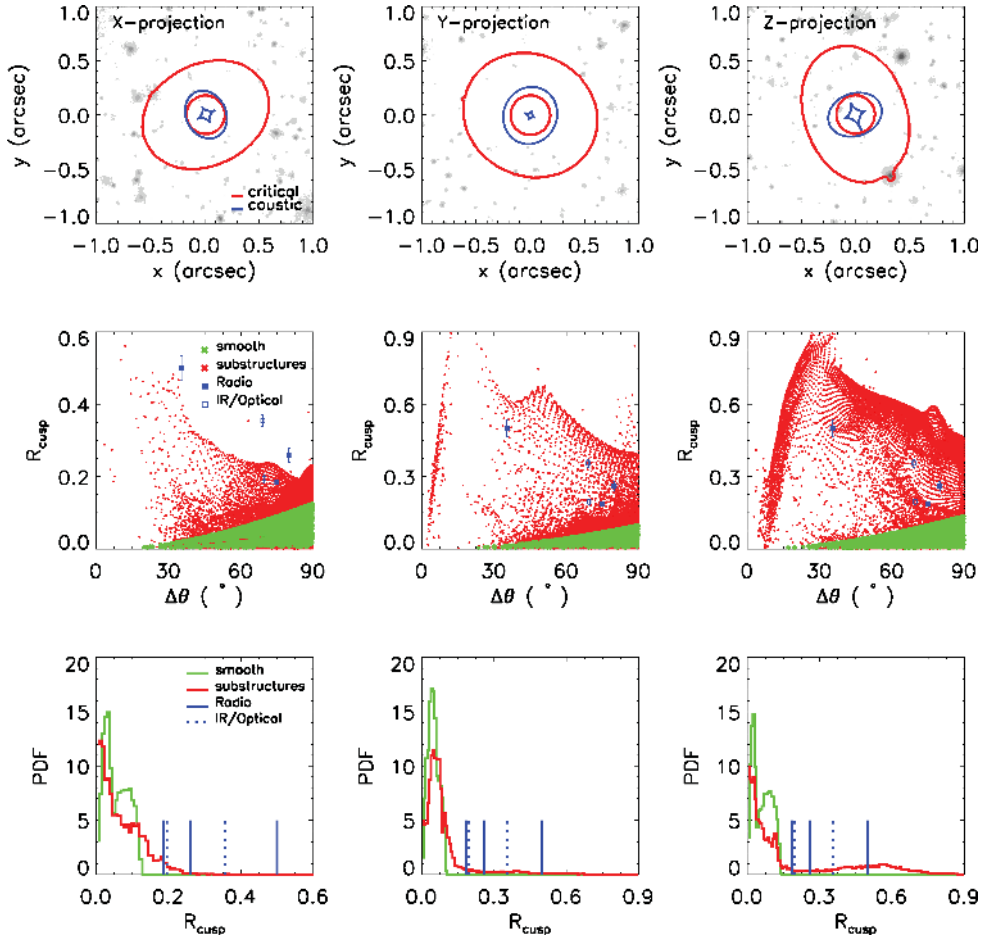 X-projection
Y-projection
Z-projection
1.0
0.5
0.0
−0.5
−1.0
y (arcsec)
critical
caustic
−1.0 −0.5 0.0 0.5 1.0
x (arcsec)
1.0
0.5
0.0
−0.5
−1.0
y (arcsec)
−1.0 −0.5 0.0 0.5 1.0
x (arcsec)
1.0
0.5
0.0
−0.5
−1.0
y (arcsec)
−1.0 −0.5 0.0 0.5 1.0
x (arcsec)
0.6
0.4
0.2
0.0
Rcusp
smooth
substructures
Radio
IR/Optical
0 30 60 90
Δθ (°)
0.9
0.6
0.3
0.0
Rcusp
0 30 60 90
Δθ (°)
0.9
0.6
0.3
0.0
Rcusp
0 30 60 90
Δθ (°)
20
15
10
5
0
PDF
smooth
substructures
Radio
IR/Optical
0.0 0.2 0.4 0.6
Rcusp
20
15
10
5
0
PDF
0.0 0.3 0.6 0.9
Rcusp
20
15
10
5
0
PDF
0.0 0.3 0.6 0.9
Rcusp